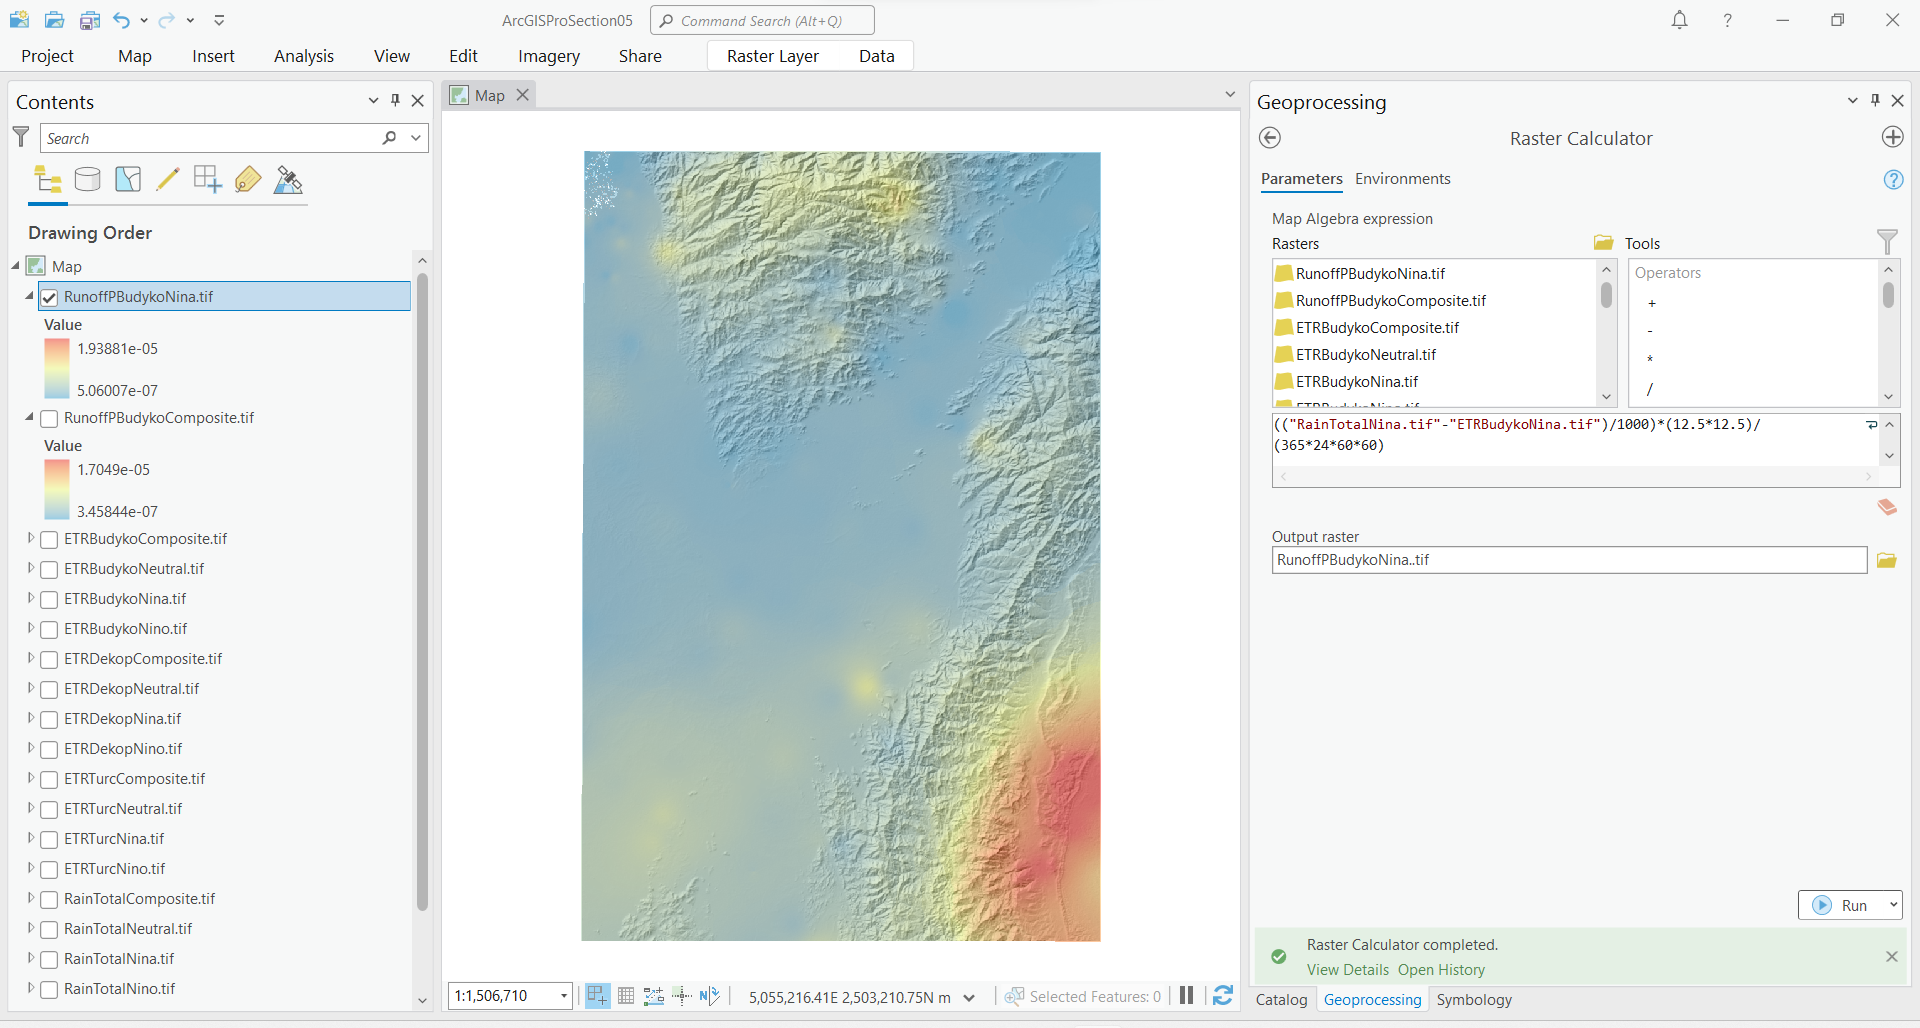 ArcGISProSection05
Command Search (Alt+Q)
?
Project Map Insert Analysis View Edit Imagery Share Raster Layer Data
Contents
Search
Drawing Order
Map
RunoffPBudykoNina.tif
Value
1.93881e-05
5.06007e-07
RunoffPBudykoComposite.tif
Value
1.7049e-05
3.45844e-07
ETRBudykoComposite.tif
ETRBudykoNeutral.tif
ETRBudykoNina.tif
ETRBudykoNino.tif
ETRDekopComposite.tif
ETRDekopNeutral.tif
ETRDekopNina.tif
ETRDekopNino.tif
ETRTurcComposite.tif
ETRTurcNeutral.tif
ETRTurcNina.tif
ETRTurcNino.tif
RainTotalComposite.tif
RainTotalNeutral.tif
RainTotalNina.tif
RainTotalNino.tif
Map
1:1,506,710
5,055,216.41E 2,503,210.75N m
Selected Features: 0
Geoprocessing
Raster Calculator
Parameters Environments
?
Map Algebra expression
Rasters
RunoffPBudykoNina.tif
RunoffPBudykoComposite.tif
ETRBudykoComposite.tif
ETRBudykoNeutral.tif
ETRBudykoNina.tif
ETRBudykoNino.tif
Tools
Operators
+
-
*
/
(("RainTotalNina.tif"-"ETRBudykoNina.tif")/1000)*(12.5*12.5)/
(365*24*60*60)
Output raster
RunoffPBudykoNina..tif
Run
Raster Calculator completed.
View Details Open History
Catalog Geoprocessing Symbology